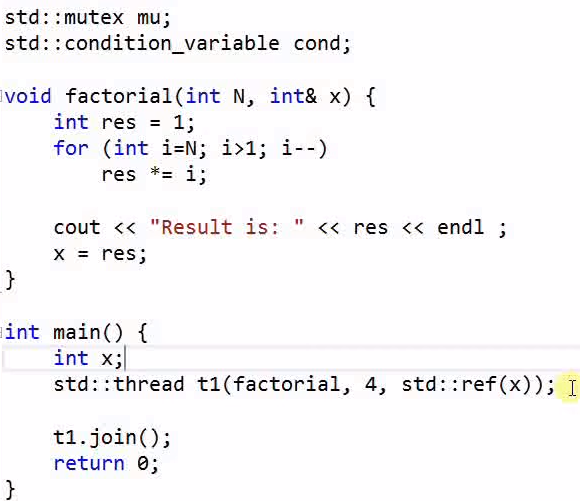 std::mutex mu;
std::condition_variable cond;
void factorial(int N, int& x) {
int res = 1;
for (int i=N; i>1; i--)
res *= i;
cout << "Result is: " << res << endl ;
x = res;
}
int main() {
int x;
std::thread t1(factorial, 4, std::ref(x));
t1.join();
return 0;
}